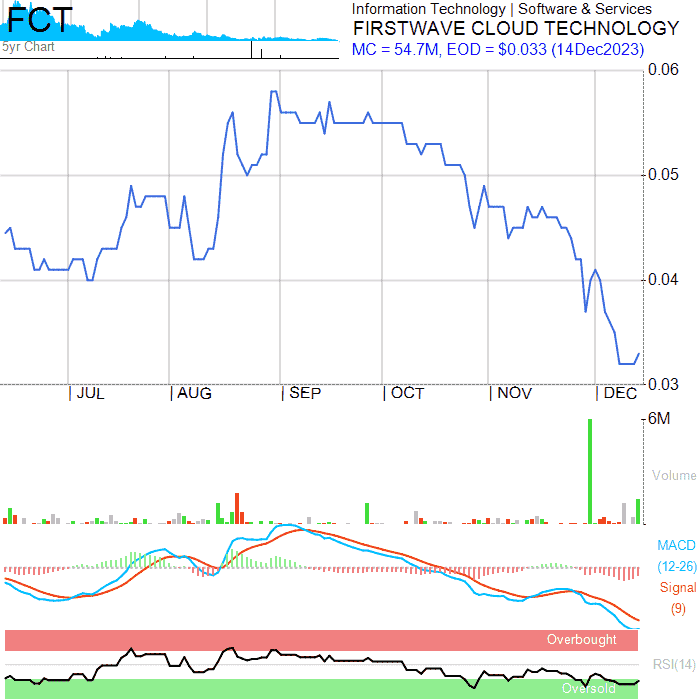 FCT
5yr Chart
Information Technology | Software & Services
FIRSTWAVE CLOUD TECHNOLOGY
MC = 54.7M, EOD = $0.033 (14Dec2023)
0.06
0.05
0.04
0.03
| JUL | AUG | SEP | OCT | NOV | DEC
6M
Volume
MACD
(12-26)
Signal
(9)
Overbought
RSI(14)
Oversold